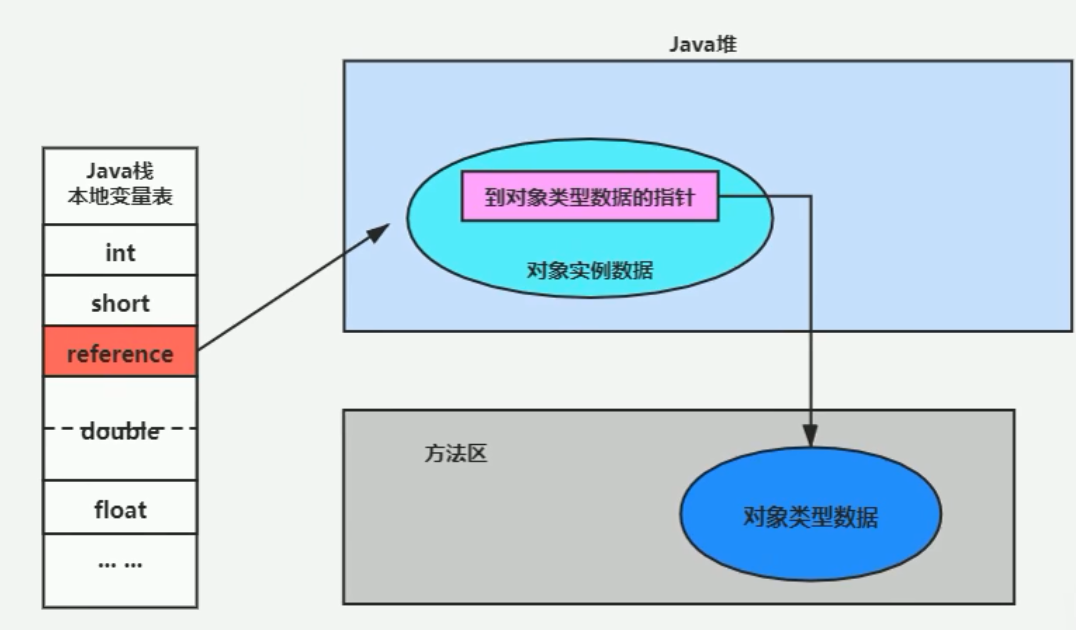 Java堆
Java栈
本地变量表
int
short
reference
double
float
... ...
到对象类型数据的指针
对象实例数据
方法区
对象类型数据